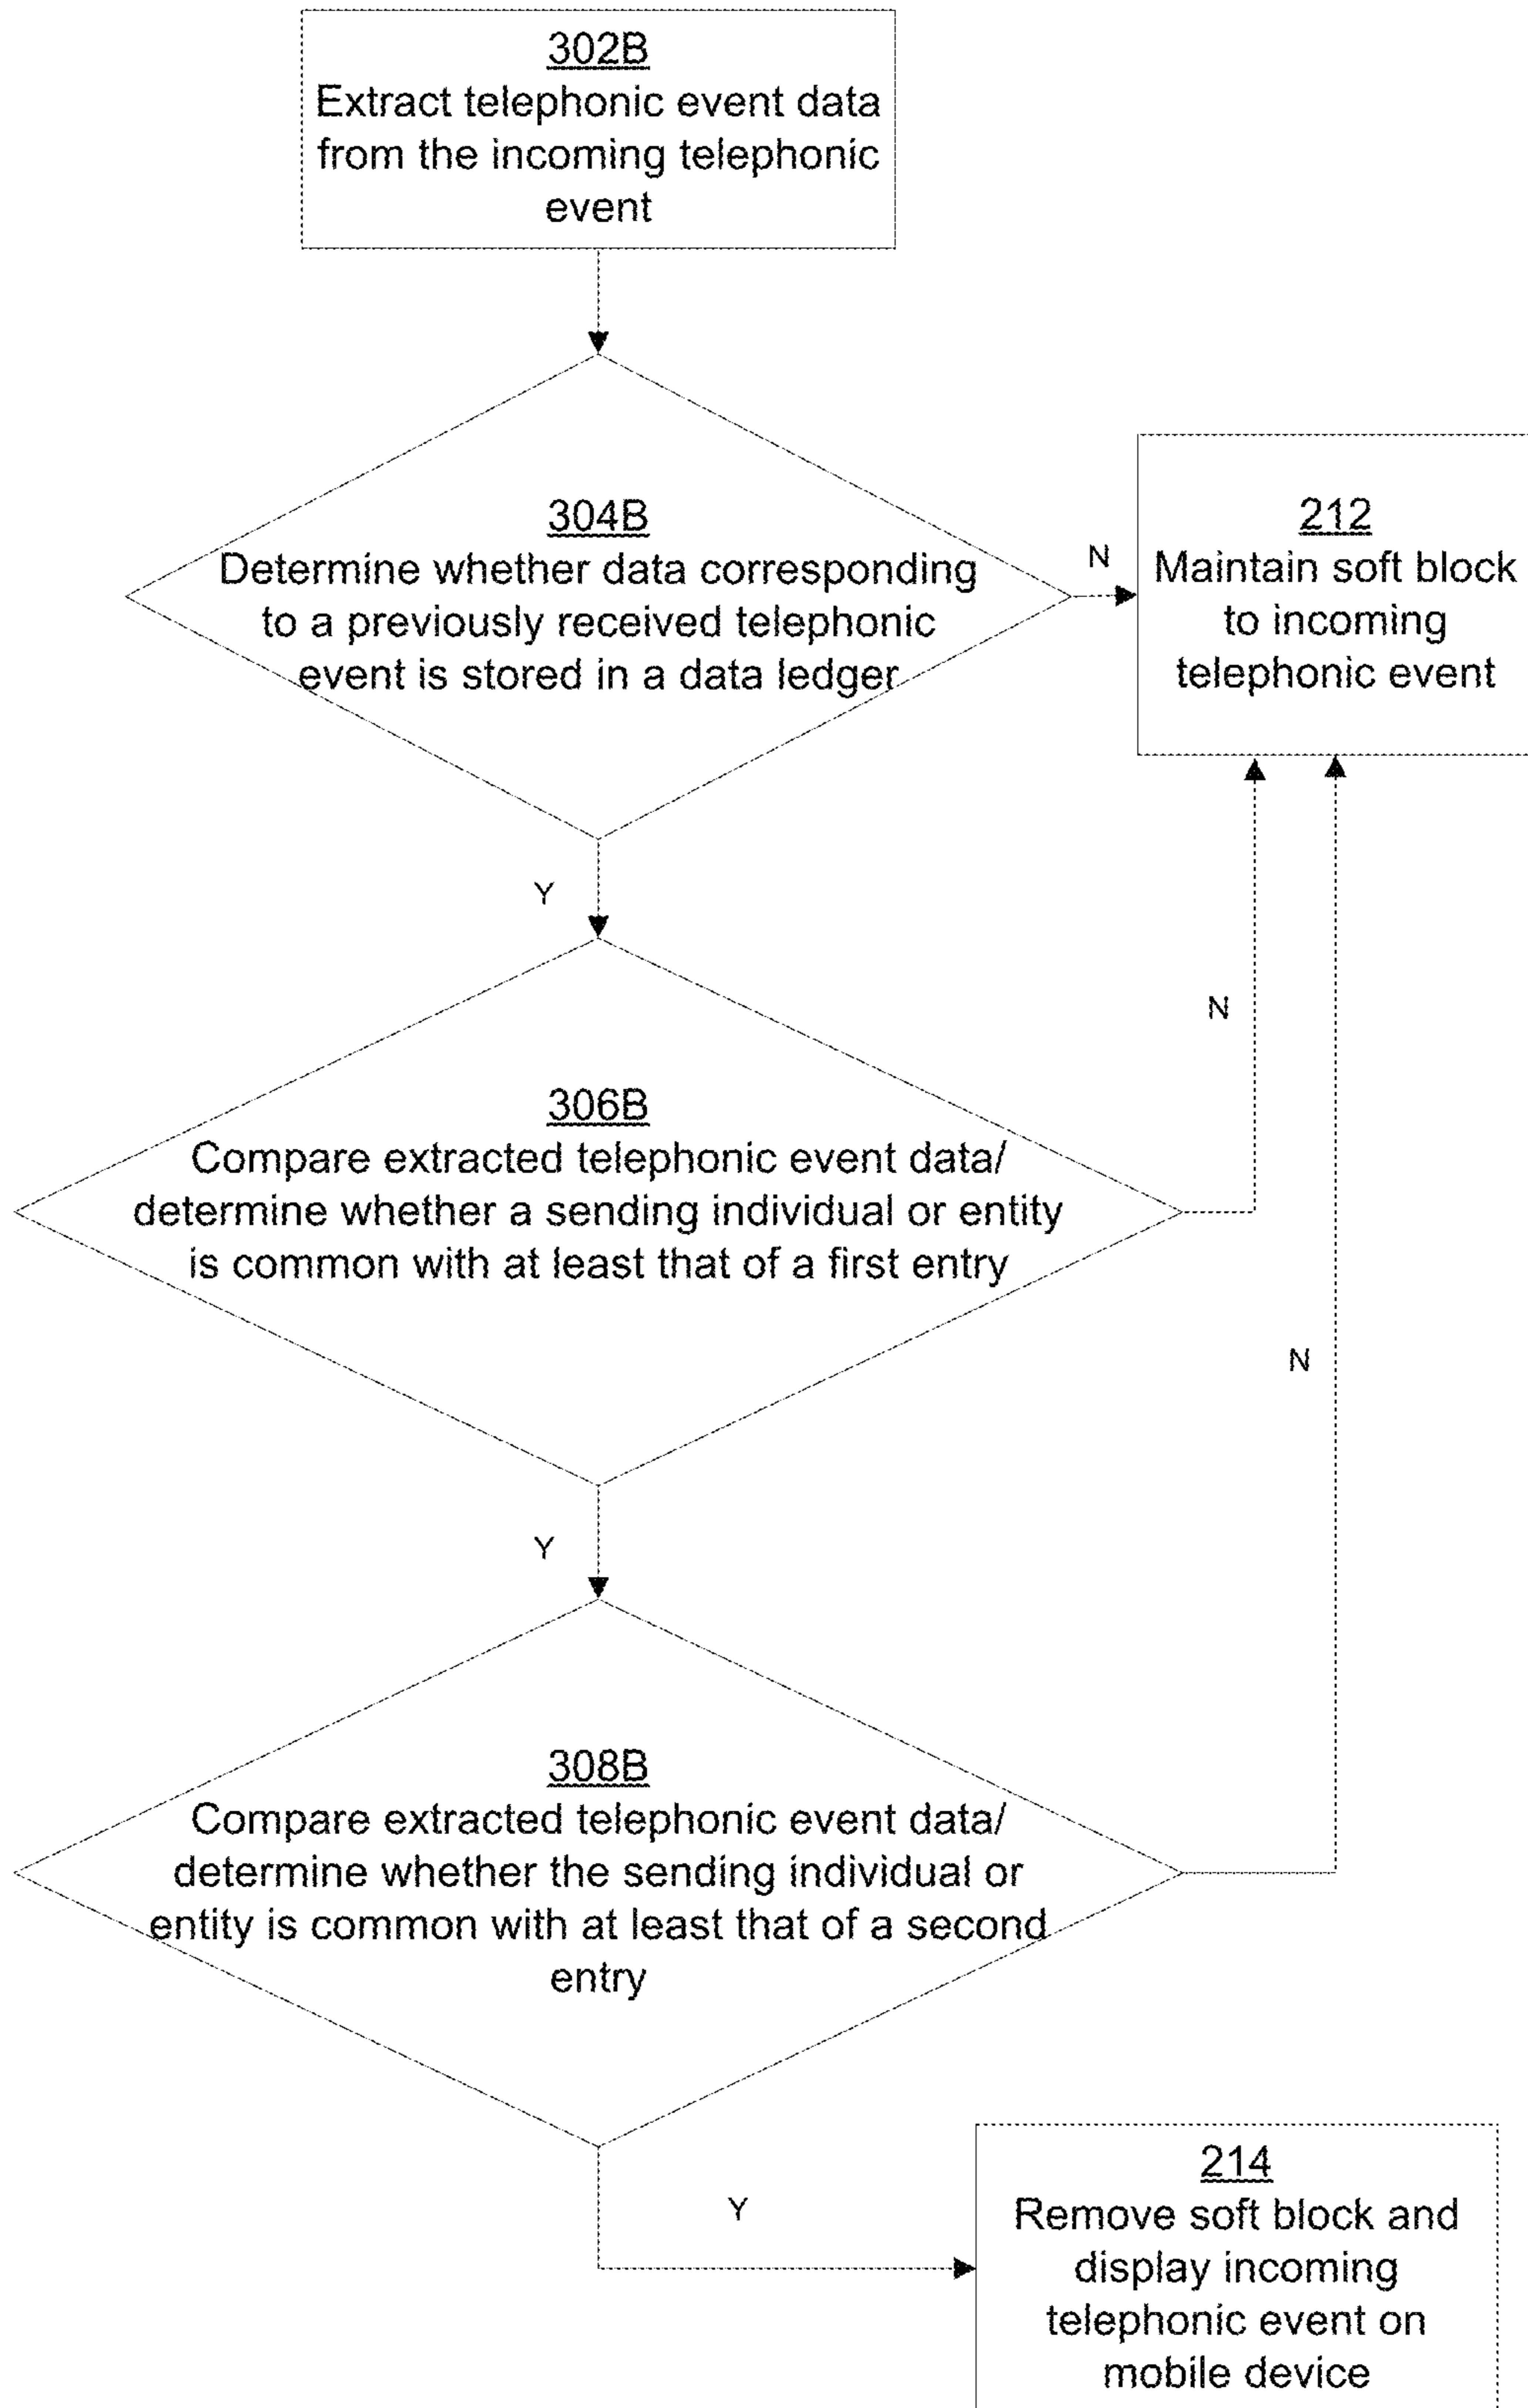 302B
Extract telephonic event data
from the incoming telephonic
event
304B
Determine whether data corresponding
to a previously received telephonic
event is stored in a data ledger
N
212
Maintain soft block
to incoming
telephonic event
Y
306B
Compare extracted telephonic event data/
determine whether a sending individual or entity
is common with at least that of a first entry
N
Y
N
308B
Compare extracted telephonic event data/
determine whether the sending individual or
entity is common with at least that of a second
entry
Y
214
Remove soft block and
display incoming
telephonic event on
mobile device